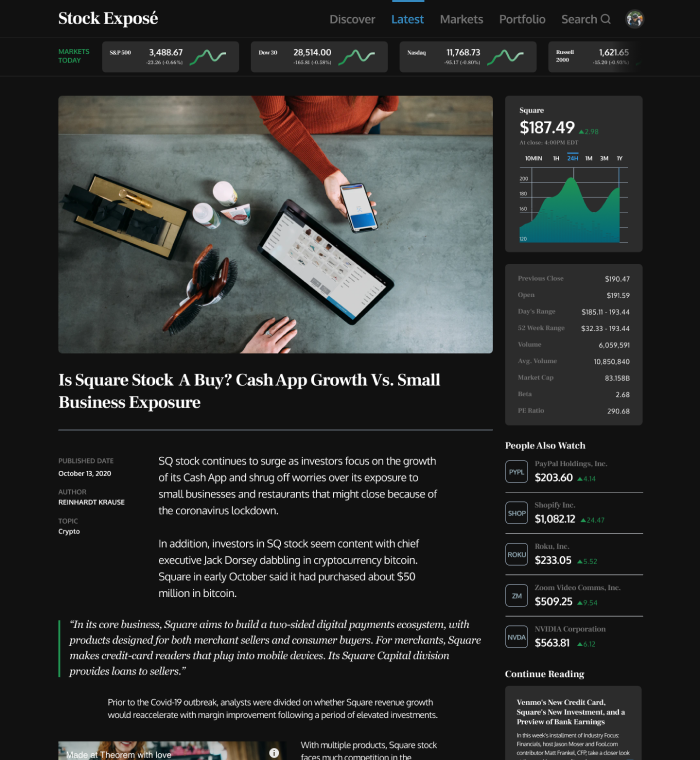 Stock Exposé
Discover
Latest
Markets
Portfolio
Search
MARKETS
TODAY
S&P 500
3,488.67
-23.26 (-0.66%)
Dow 30
28,514.00
-165.81 (-0.58%)
Nasdaq
11,768.73
-95.17 (-0.80%)
Russell
2000
1,621.65
-15.20 (-0.93%)
Square
$187.49 ▲2.98
At close: 4:00PM EDT
10MIN 1H 24H 1M 3M 1Y
200
180
160
120
Previous Close $190.47
Open $191.59
Day's Range $185.11 - 193.44
52 Week Range $32.33 - 193.44
Volume 6,059,591
Avg. Volume 10,850,840
Market Cap 83.158B
Beta 2.68
PE Ratio 290.68
Is Square Stock A Buy? Cash App Growth Vs. Small
Business Exposure
PUBLISHED DATE
October 13, 2020
AUTHOR
REINHARDT KRAUSE
TOPIC
Crypto
SQ stock continues to surge as investors focus on the growth
of its Cash App and shrug off worries over its exposure to
small businesses and restaurants that might close because of
the coronavirus lockdown.
In addition, investors in SQ stock seem content with chief
executive Jack Dorsey dabbling in cryptocurrency bitcoin.
Square in early October said it had purchased about $50
million in bitcoin.
“In its core business, Square aims to build a two-sided digital payments ecosystem, with
products designed for both merchant sellers and consumer buyers. For merchants, Square
makes credit-card readers that plug into mobile devices. Its Square Capital division
provides loans to sellers.”
Prior to the Covid-19 outbreak, analysts were divided on whether Square revenue growth
would reaccelerate with margin improvement following a period of elevated investments.
Made at Theorem with love
With multiple products, Square stock
faces much competition in the
People Also Watch
PYPL
PayPal Holdings, Inc.
$203.60 ▲4.14
SHOP
Shopify Inc.
$1,082.12 ▲24.47
ROKU
Roku, Inc.
$233.05 ▲5.52
ZM
Zoom Video Comms, Inc.
$509.25 ▲9.54
NVDA
NVIDIA Corporation
$563.81 ▲6.12
Continue Reading
Venmo's New Credit Card,
Square's New Investment, and a
Preview of Bank Earnings
In this week's installment of Industry Focus:
Financials, host Jason Moser and Fool.com
contributor Matt Frankel, CFP, take a closer look